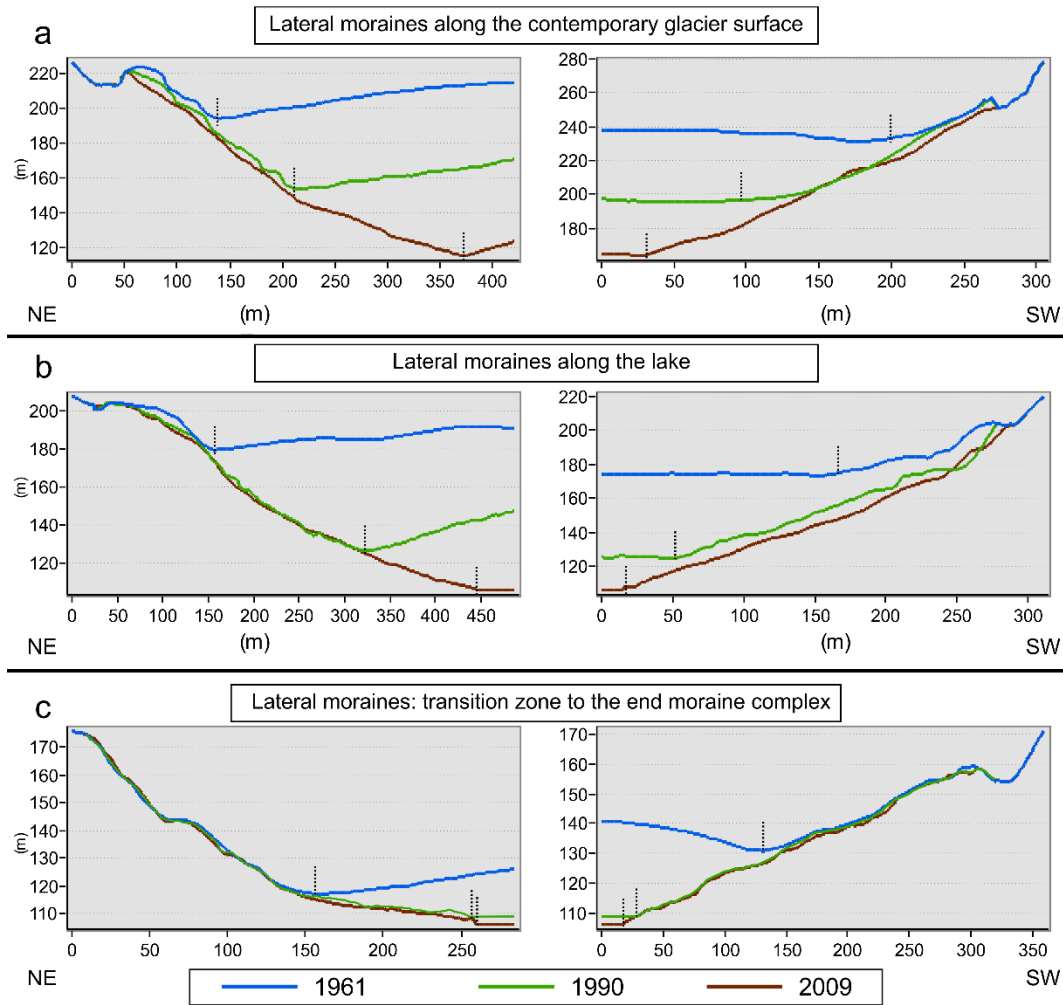 a
Lateral moraines along the contemporary glacier surface
220
200
180
160
140
120
(m)
0 50 100 150 200 250 300 350 400
NE (m)
280
260
240
220
200
180
0 50 100 150 200 250 300
(m) SW
b
Lateral moraines along the lake
200
180
160
140
120
(m)
0 50 100 150 200 250 300 350 400 450
NE (m)
220
200
180
160
140
120
0 50 100 150 200 250 300
(m) SW
c
Lateral moraines: transition zone to the end moraine complex
170
160
150
140
130
120
110
(m)
0 50 100 150 200 250
NE
170
160
150
140
130
120
110
0 50 100 150 200 250 300 350
SW
1961 1990 2009